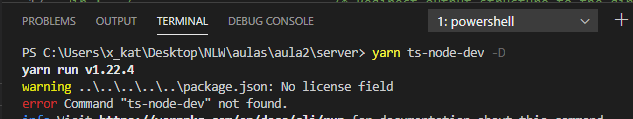 PROBLEMS OUTPUT TERMINAL DEBUG CONSOLE 1: powershell
PS C:\Users\x_kat\Desktop\NLW\aulas\aula2\server> yarn ts-node-dev -D
yarn run v1.22.4
warning ..\..\..\..\..\package.json: No license field
error Command "ts-node-dev" not found.